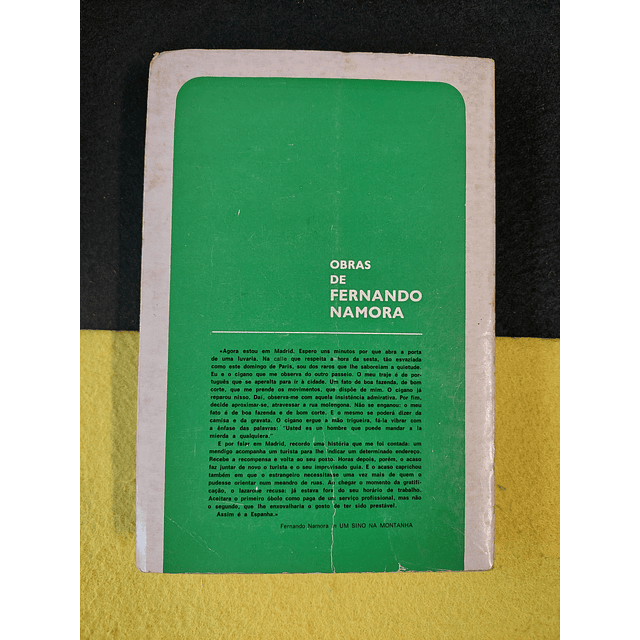 OBRAS
DE
FERNANDO
NAMORA
«Agora estou em Madrid. Espero uns minutos por que abra a porta
de uma luvaria. Na calle que respeita a hora da sesta, tão esvaziada
como este domingo de Paris, sou dos raros que lhe saboreiam a quietude.
Eu e o cigano que me observa do outro passeio. O meu traje é de por-
tuguês que se aperalta para ir à cidade. Um fato de boa fazenda, de bom
corte, que me prende os movimentos, que dispõe de mim. O cigano já
reparou nisso. Daí, observa-me com aquela insistência admirativa. Por fim,
decide aproximar-se, atravessar a rua molengona. Não se enganou: o meu
fato é de boa fazenda e de bom corte. E o mesmo se poderá dizer da
camisa e da gravata. O cigano ergue a mão trigueira, fá-la vibrar com
a ênfase das palavras: "Usted es un hombre que puede mandar a la
mierda a qualquiera."
E por falar em Madrid, recordo uma história que me foi contada: um
mendigo acompanha um turista para lhe indicar um determinado endereço.
Recebe a recompensa e volta ao seu posto. Horas depois, porém, o acaso
faz juntar de novo o turista e o seu improvisado guia. E o acaso caprichou
também em que o estrangeiro necessitasse uma vez mais de quem o
pudesse orientar num meandro de ruas. Ao chegar o momento da gratifi-
cação, o lazarone recusa: já estava fora do seu horário de trabalho.
Aceitara o primeiro óbolo como paga de um serviço profissional, mas não
o segundo, que lhe enxovalharia o gosto de ter sido prestável.
Assim é a Espanha.»
Fernando Namora in UM SINO NA MONTANHA